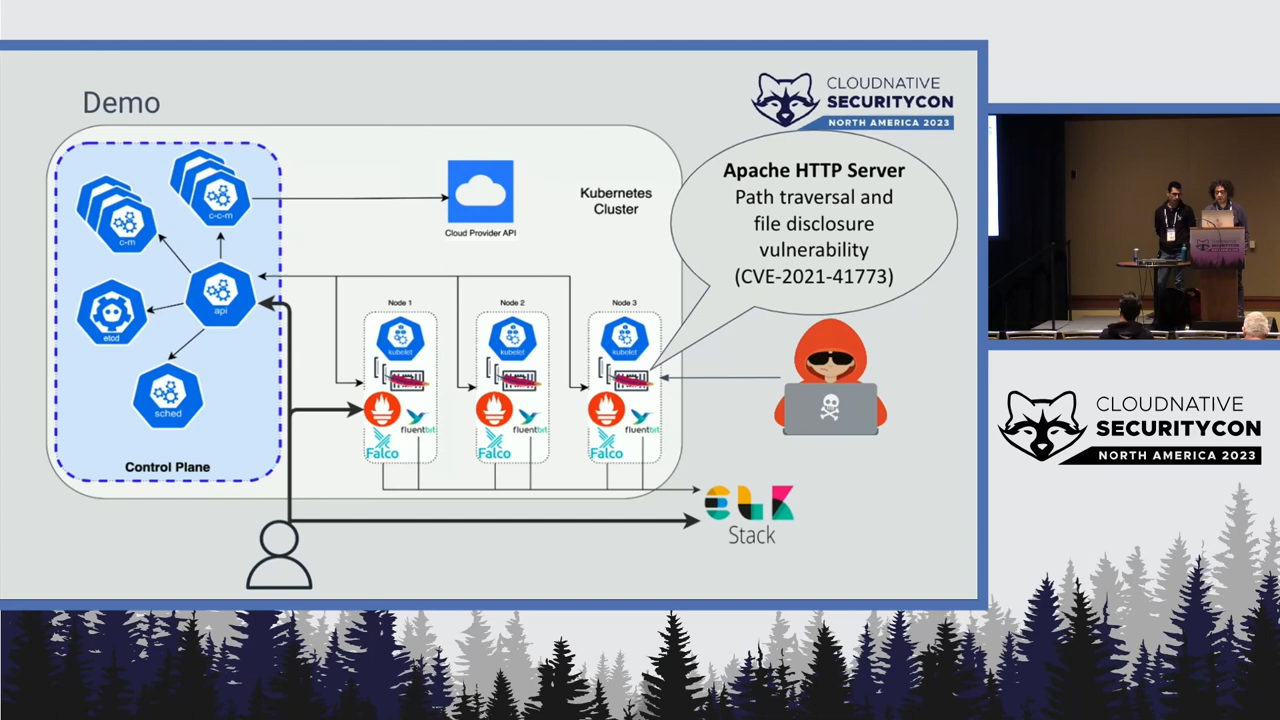 Demo
CLOUDNATIVE
SECURITYCON
NORTH AMERICA 2023
Apache HTTP Server
Path traversal and
file disclosure
vulnerability
(CVE-2021-41773)
Kubernetes
Cluster
Cloud Provider API
c-m
c-c-m
api
etcd
sched
Control Plane
Node 1
Node 2
Node 3
kubelet
kubelet
kubelet
fluentbit
fluentbit
fluentbit
Falco
Falco
Falco
ELK
Stack
CLOUDNATIVE
SECURITYCON
NORTH AMERICA 2023